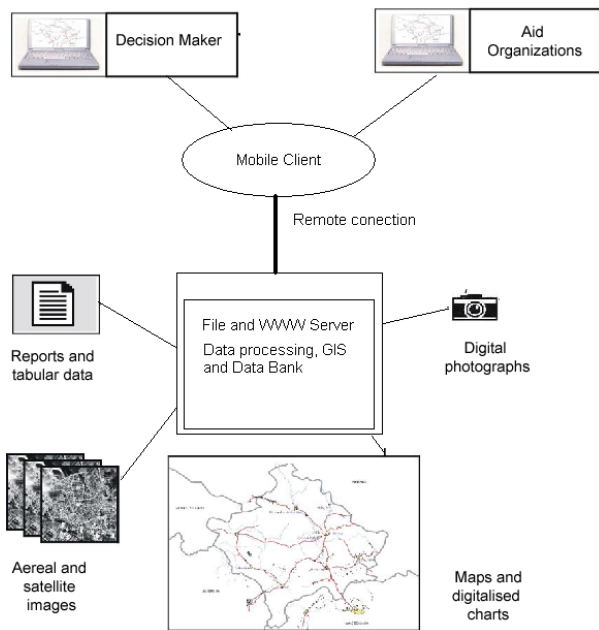 Decision Maker
Aid
Organizations
Mobile Client
Remote conection
File and WWW Server
Data processing, GIS
and Data Bank
Reports and
tabular data
Digital
photographs
Aereal and
satellite
images
Maps and
digitalised
charts